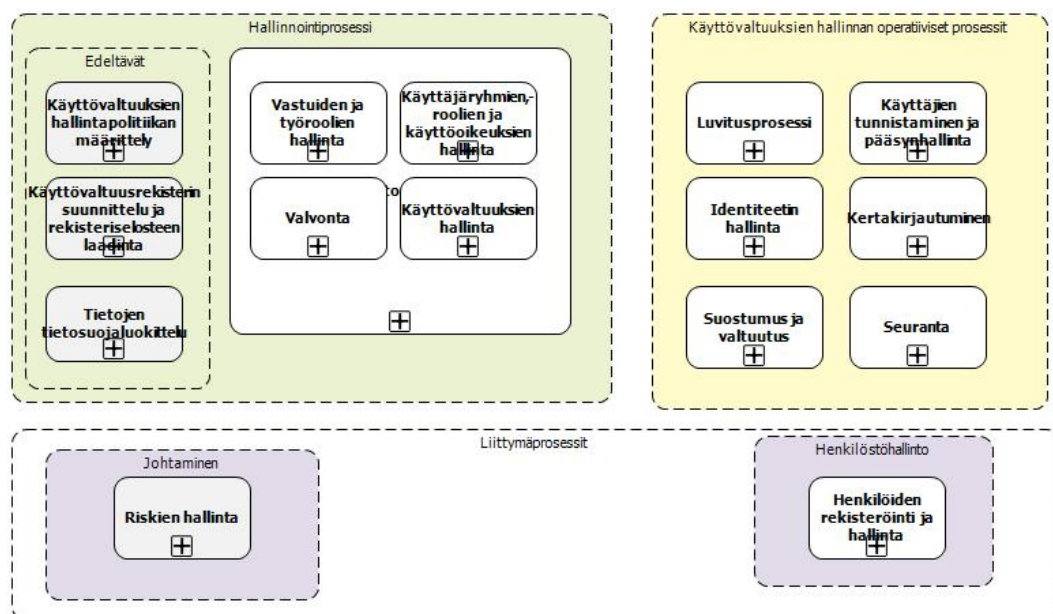 Hallinnointiprosessi
Edeltävät
Käyttövaltuuksien
hallintapolitiikan
määrittely
Käyttövaltuusrekisterin
suunnittelu ja
rekisteriselosteen
laadinta
Tietojen
tietosuojaluokittelu
Vastuiden ja
työroolien
hallinta
Käyttäjäryhmien,-
roolien ja
käyttöoikeuksien
hallinta
Valvonta
Käyttövaltuuksien
hallinta
Käyttövaltuuksien hallinnan operatiiviset prosessit
Luvitusprosessi
Käyttäjien
tunnistaminen ja
pääsynhallinta
Identiteetin
hallinta
Kertakirjautuminen
Suostumus ja
valtuutus
Seuranta
Liittymäprosessit
Johtaminen
Riskien hallinta
Henkilöstöhallinto
Henkilöiden
rekisteröinti ja
hallinta